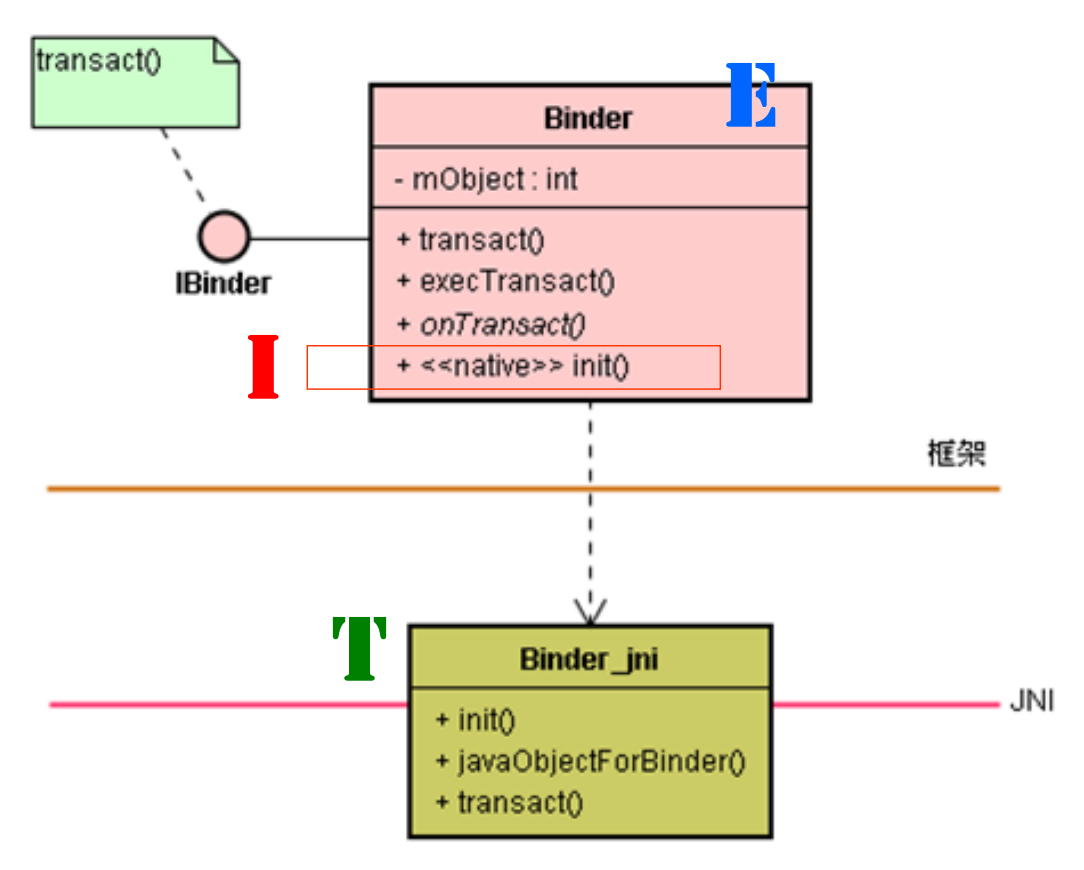 transact()
E
Binder
- mObject : int
+ transact()
+ execTransact()
+ onTransact()
+ <<native>> init()
IBinder
I
框架
T
Binder_jni
+ init()
+ javaObjectForBinder()
+ transact()
JNI